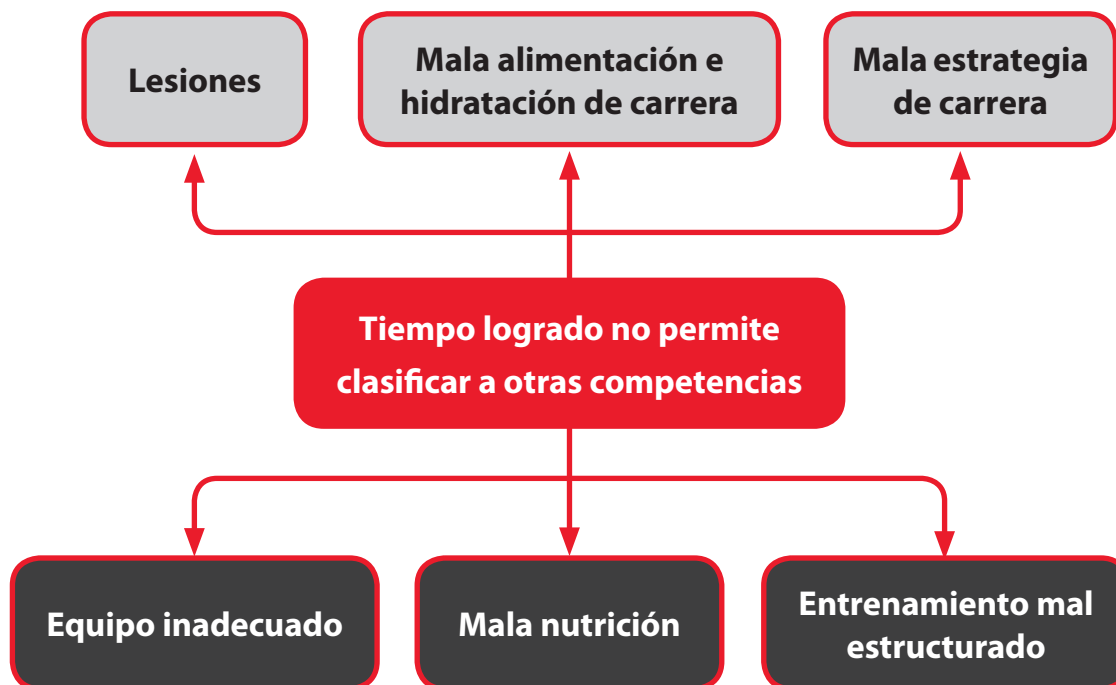 Lesiones
Mala alimentación e
hidratación de carrera
Mala estrategia
de carrera
Tiempo logrado no permite
clasificar a otras competencias
Equipo inadecuado
Mala nutrición
Entrenamiento mal
estructurado